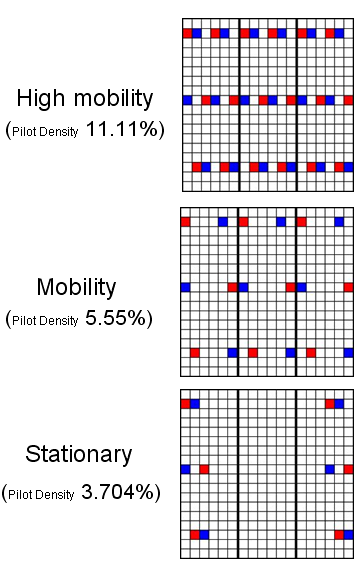 High mobility
(Pilot Density 11.11%)
Mobility
(Pilot Density 5.55%)
Stationary
(Pilot Density 3.704%)